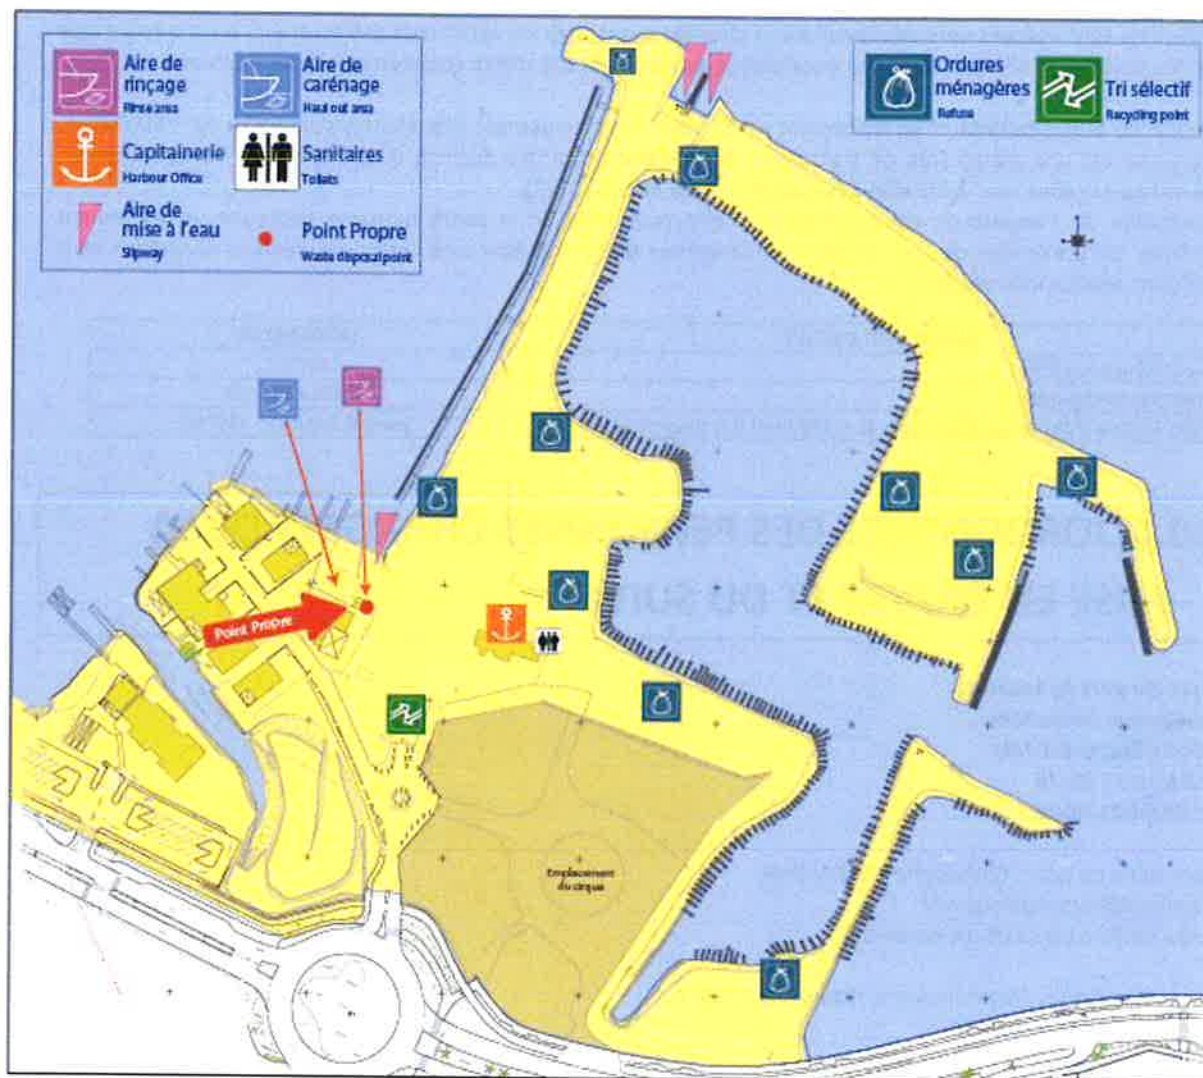 Aire de
rinçage
Rinse area
Aire de
carénage
Haul out area
Capitainerie
Harbour Office
Sanitaires
Toilets
Aire de
mise à l'eau
Slipway
Point Propre
Waste disposal point
Ordures
ménagères
Refuse
Tri sélectif
Recycling point
Point Propre
Emplacement
du cirque